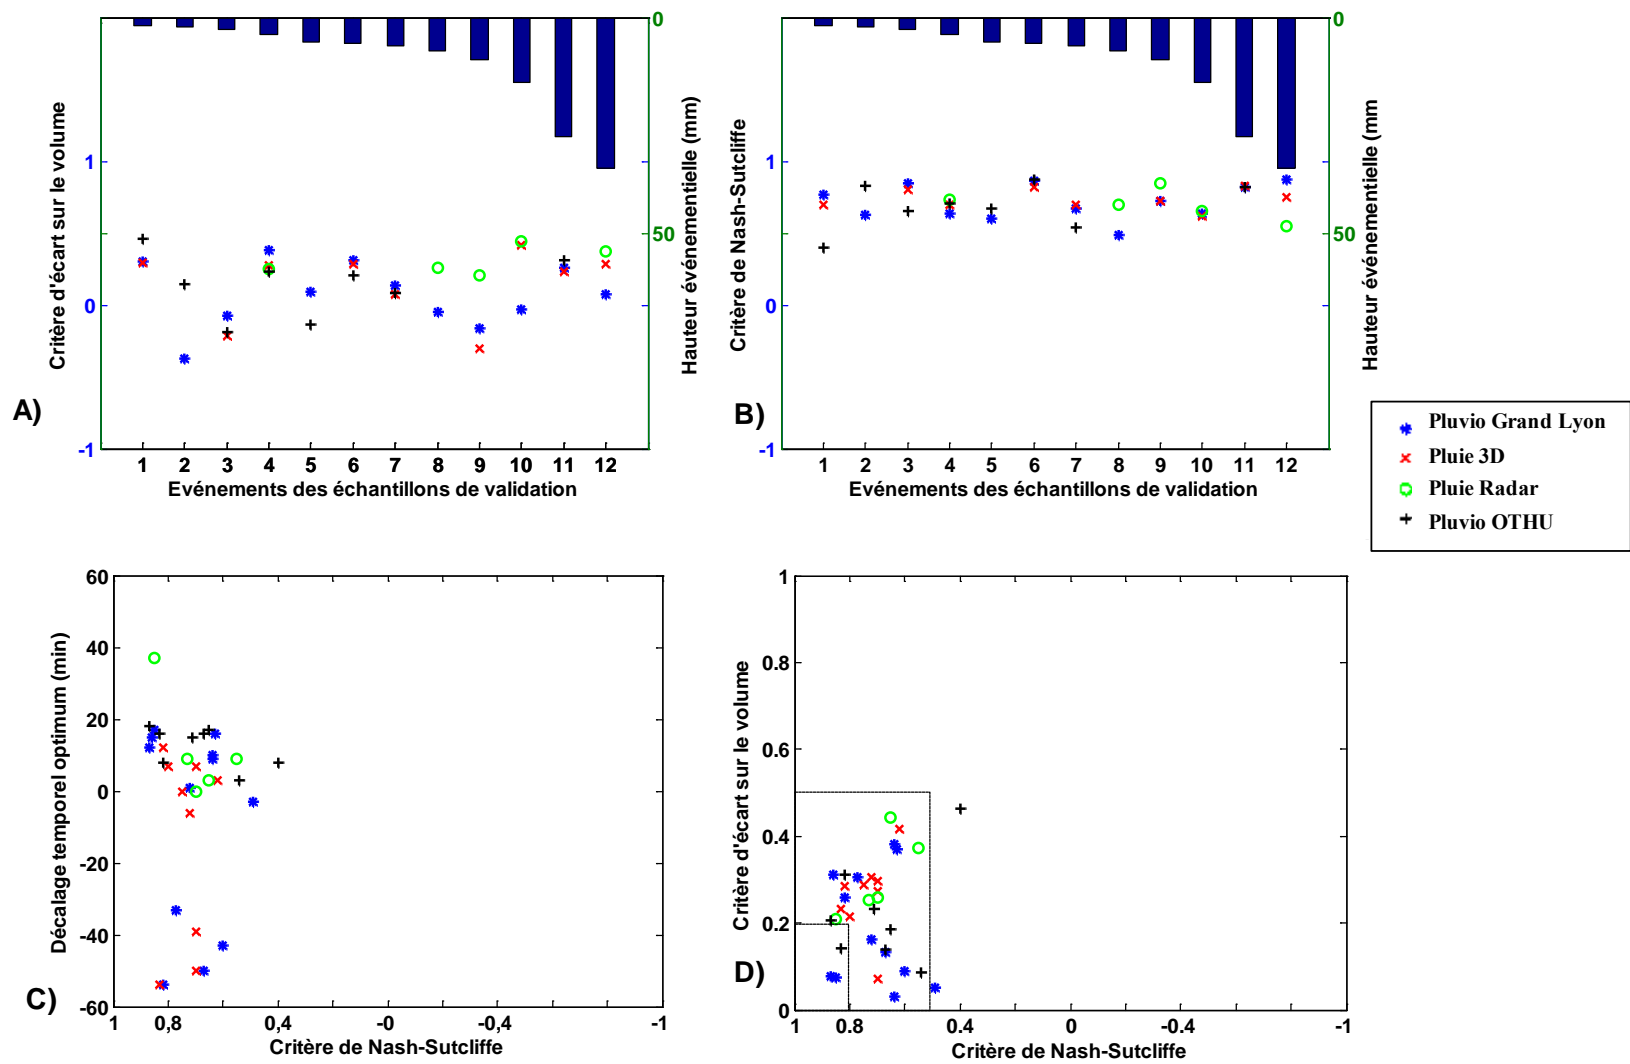 A)
Critère d'écart sur le volume
1
0
-1
0
50
Hauteur événementielle (mm)
1 2 3 4 5 6 7 8 9 10 11 12
Evénements des échantillons de validation
B)
Critère de Nash-Sutcliffe
1
0
-1
0
50
Hauteur événementielle (mm
1 2 3 4 5 6 7 8 9 10 11 12
Evénements des échantillons de validation
Pluvio Grand Lyon
Pluie 3D
Pluie Radar
Pluvio OTHU
C)
Décalage temporel optimum (min)
60
40
20
0
-20
-40
-60
1 0,8 0,4 -0 -0,4 -1
Critère de Nash-Sutcliffe
D)
Critère d'écart sur le volume
1
0.8
0.6
0.4
0.2
0
1 0.8 0.4 0 -0.4 -1
Critère de Nash-Sutcliffe